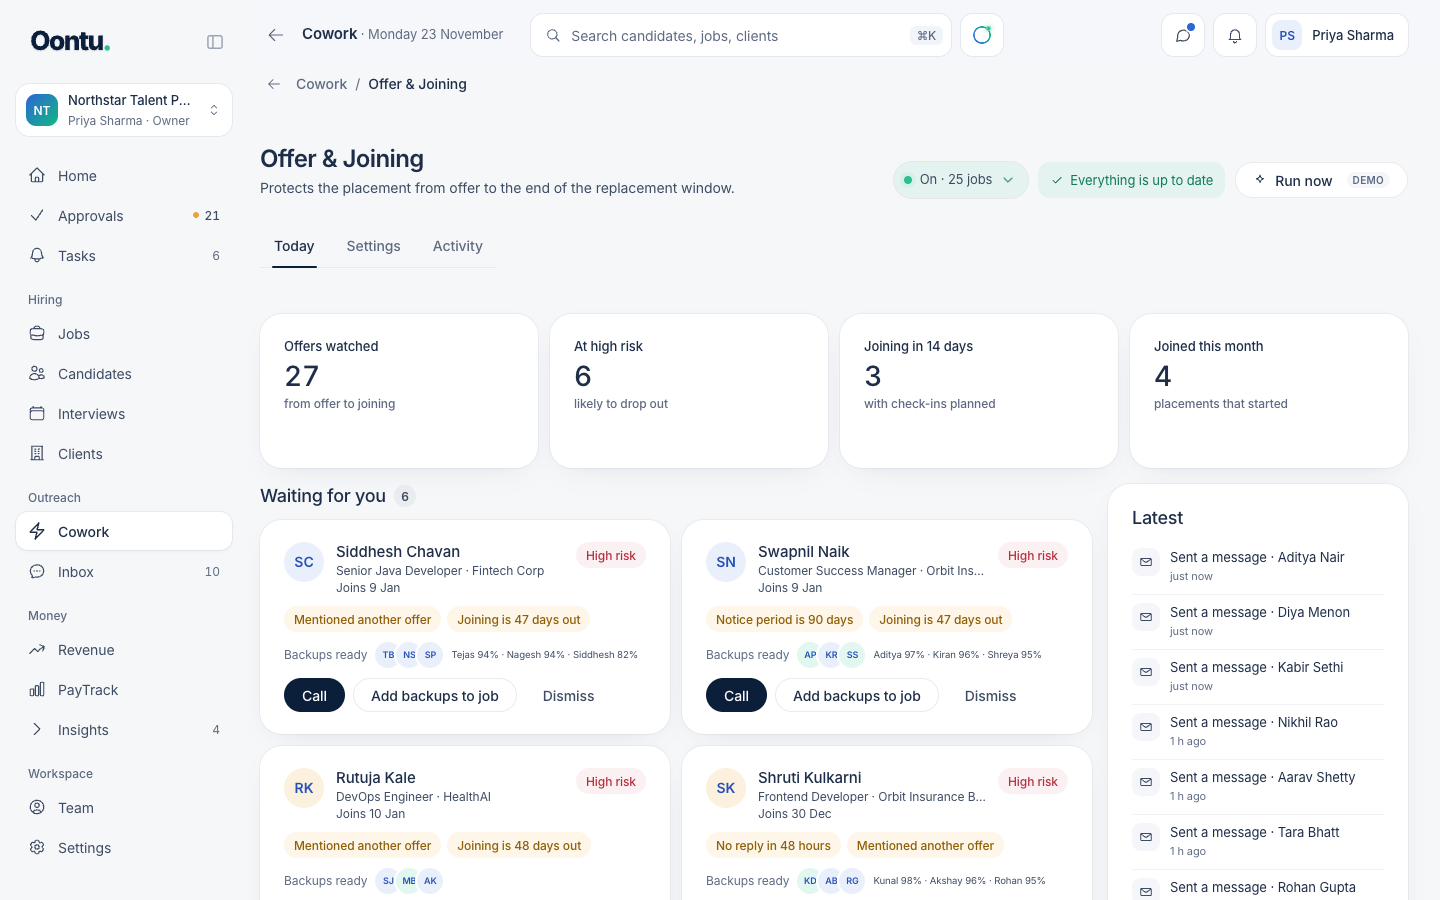 Oontu.
NT
Northstar Talent P...
Priya Sharma · Owner
Home
Approvals
21
Tasks
6
Hiring
Jobs
Candidates
Interviews
Clients
Outreach
Cowork
Inbox
10
Money
Revenue
PayTrack
Insights
4
Workspace
Team
Settings
Cowork · Monday 23 November
Search candidates, jobs, clients
⌘K
PS
Priya Sharma
Cowork / Offer & Joining
Offer & Joining
Protects the placement from offer to the end of the replacement window.
On · 25 jobs
Everything is up to date
Run now
DEMO
Today
Settings
Activity
Offers watched
27
from offer to joining
At high risk
6
likely to drop out
Joining in 14 days
3
with check-ins planned
Joined this month
4
placements that started
Waiting for you 6
SC
Siddhesh Chavan
High risk
Senior Java Developer · Fintech Corp
Joins 9 Jan
Mentioned another offer
Joining is 47 days out
Backups ready
TB
NS
SP
Tejas 94% · Nagesh 94% · Siddhesh 82%
Call
Add backups to job
Dismiss
SN
Swapnil Naik
High risk
Customer Success Manager · Orbit Ins...
Joins 9 Jan
Notice period is 90 days
Joining is 47 days out
Backups ready
AP
KR
SS
Aditya 97% · Kiran 96% · Shreya 95%
Call
Add backups to job
Dismiss
RK
Rutuja Kale
High risk
DevOps Engineer · HealthAI
Joins 10 Jan
Mentioned another offer
Joining is 48 days out
Backups ready
SJ
MB
AK
SK
Shruti Kulkarni
High risk
Frontend Developer · Orbit Insurance B...
Joins 30 Dec
No reply in 48 hours
Mentioned another offer
Backups ready
KD
AB
RG
Kunal 98% · Akshay 96% · Rohan 95%
Latest
Sent a message · Aditya Nair
just now
Sent a message · Diya Menon
just now
Sent a message · Kabir Sethi
just now
Sent a message · Nikhil Rao
1 h ago
Sent a message · Aarav Shetty
1 h ago
Sent a message · Tara Bhatt
1 h ago
Sent a message · Rohan Gupta